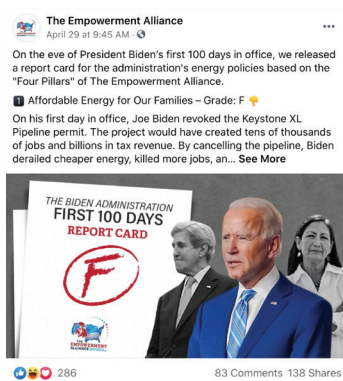 The Empowerment Alliance
April 29 at 9:45 AM ·
On the eve of President Biden's first 100 days in office, we released
a report card for the administration's energy policies based on the
"Four Pillars" of The Empowerment Alliance.
1 Affordable Energy for Our Families – Grade: F
On his first day in office, Joe Biden revoked the Keystone XL
Pipeline permit. The project would have created tens of thousands
of jobs and billions in tax revenue. By cancelling the pipeline, Biden
derailed cheaper energy, killed more jobs, an... See More
THE BIDEN ADMINISTRATION
FIRST 100 DAYS
REPORT CARD
F
THE
EMPOWERMENT
ALLIANCE
286
83 Comments 138 Shares